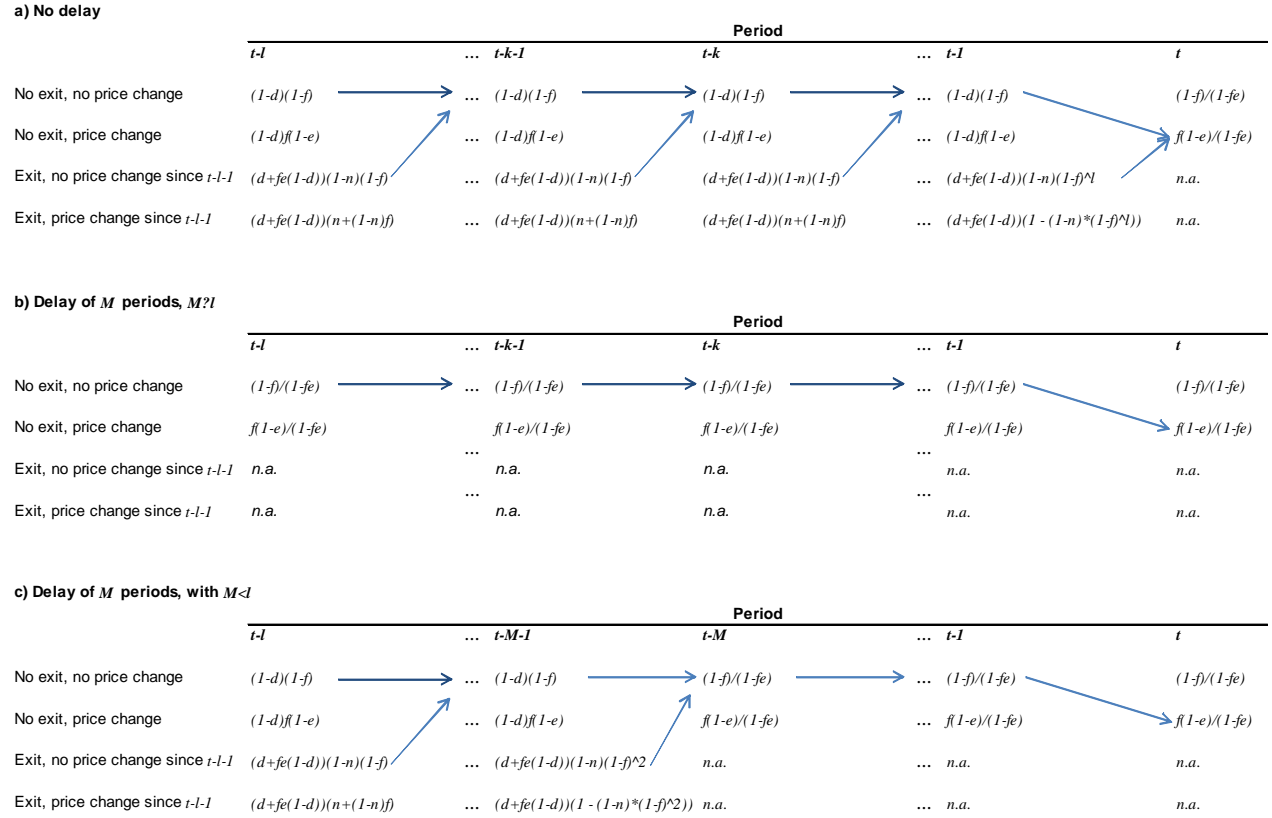 a) No delay
Period
t-l ... t-k-1 t-k ... t-1 t
No exit, no price change (1-d)(1-f) ... (1-d)(1-f) (1-d)(1-f) ... (1-d)(1-f) (1-f)/(1-fe)
No exit, price change (1-d)f(1-e) ... (1-d)f(1-e) (1-d)f(1-e) ... (1-d)f(1-e) f(1-e)/(1-fe)
Exit, no price change since t-l-1 (d+fe(1-d))(1-n)(1-f) ... (d+fe(1-d))(1-n)(1-f) (d+fe(1-d))(1-n)(1-f) ... (d+fe(1-d))(1-n)(1-f)^l n.a.
Exit, price change since t-l-1 (d+fe(1-d))(n+(1-n)f) ... (d+fe(1-d))(n+(1-n)f) (d+fe(1-d))(n+(1-n)f) ... (d+fe(1-d))(1 - (1-n)*(1-f)^l)) n.a.
b) Delay of M periods, M?l
Period
t-l ... t-k-1 t-k ... t-1 t
No exit, no price change (1-f)/(1-fe) ... (1-f)/(1-fe) (1-f)/(1-fe) ... (1-f)/(1-fe) (1-f)/(1-fe)
No exit, price change f(1-e)/(1-fe) f(1-e)/(1-fe) f(1-e)/(1-fe) f(1-e)/(1-fe) f(1-e)/(1-fe)
... ...
Exit, no price change since t-l-1 n.a. n.a. n.a. n.a. n.a.
... ...
Exit, price change since t-l-1 n.a. n.a. n.a. n.a. n.a.
c) Delay of M periods, with M<l
Period
t-l ... t-M-1 t-M ... t-1 t
No exit, no price change (1-d)(1-f) ... (1-d)(1-f) (1-f)/(1-fe) ... (1-f)/(1-fe) (1-f)/(1-fe)
No exit, price change (1-d)f(1-e) ... (1-d)f(1-e) f(1-e)/(1-fe) ... f(1-e)/(1-fe) f(1-e)/(1-fe)
Exit, no price change since t-l-1 (d+fe(1-d))(1-n)(1-f) ... (d+fe(1-d))(1-n)(1-f)^2 n.a. ... n.a. n.a.
Exit, price change since t-l-1 (d+fe(1-d))(n+(1-n)f) ... (d+fe(1-d))(1 - (1-n)*(1-f)^2)) n.a. ... n.a. n.a.